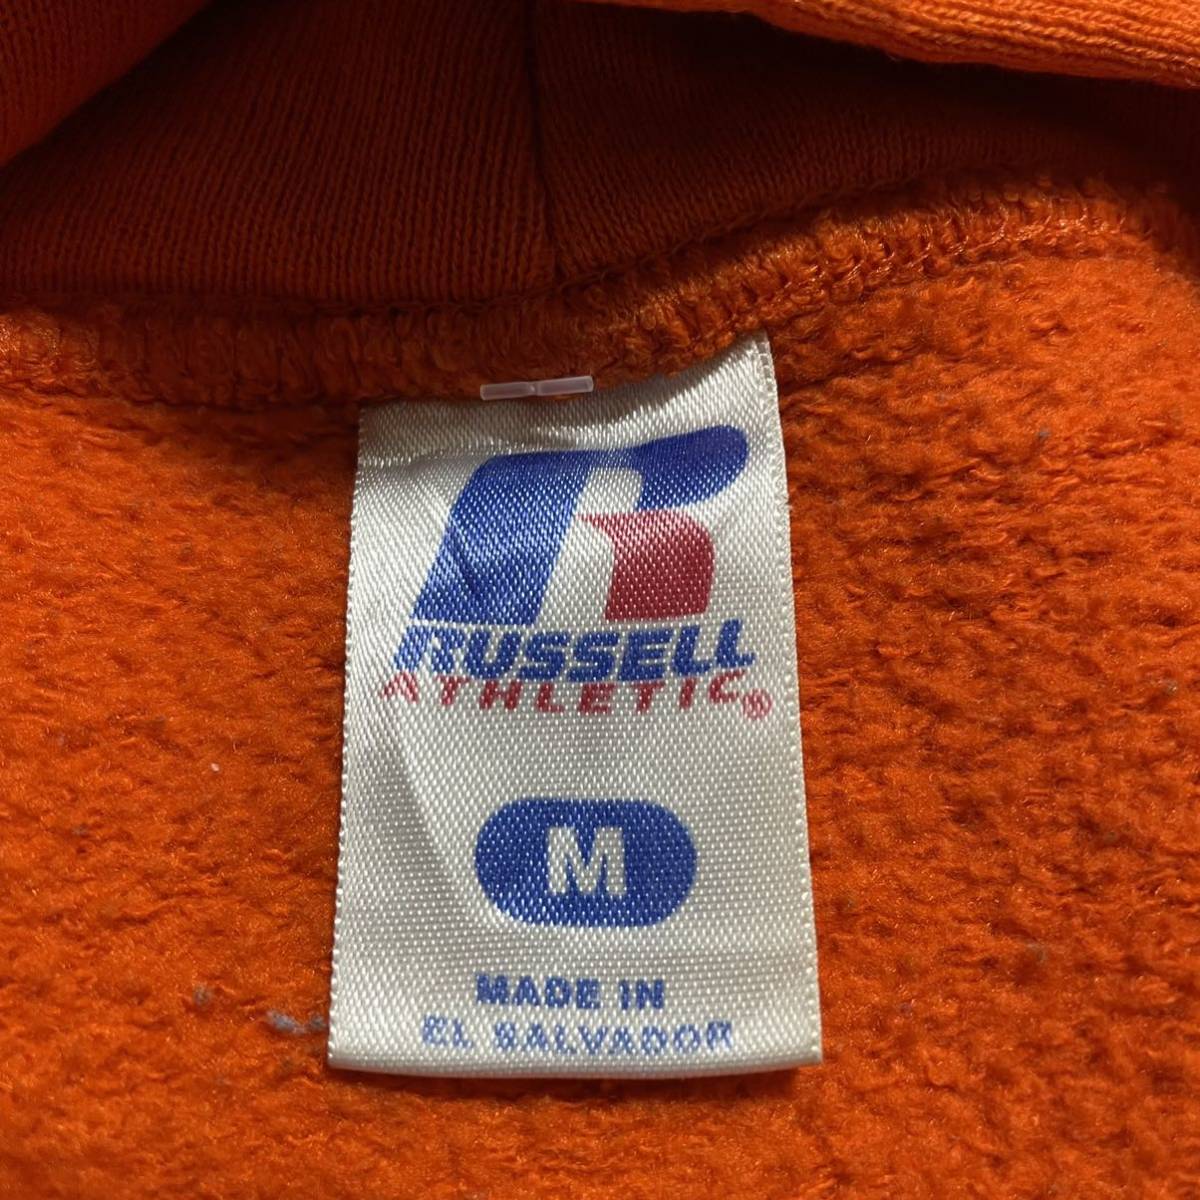 R
RUSSELL
ATHLETIC®
M
MADE IN
EL SALVADOR